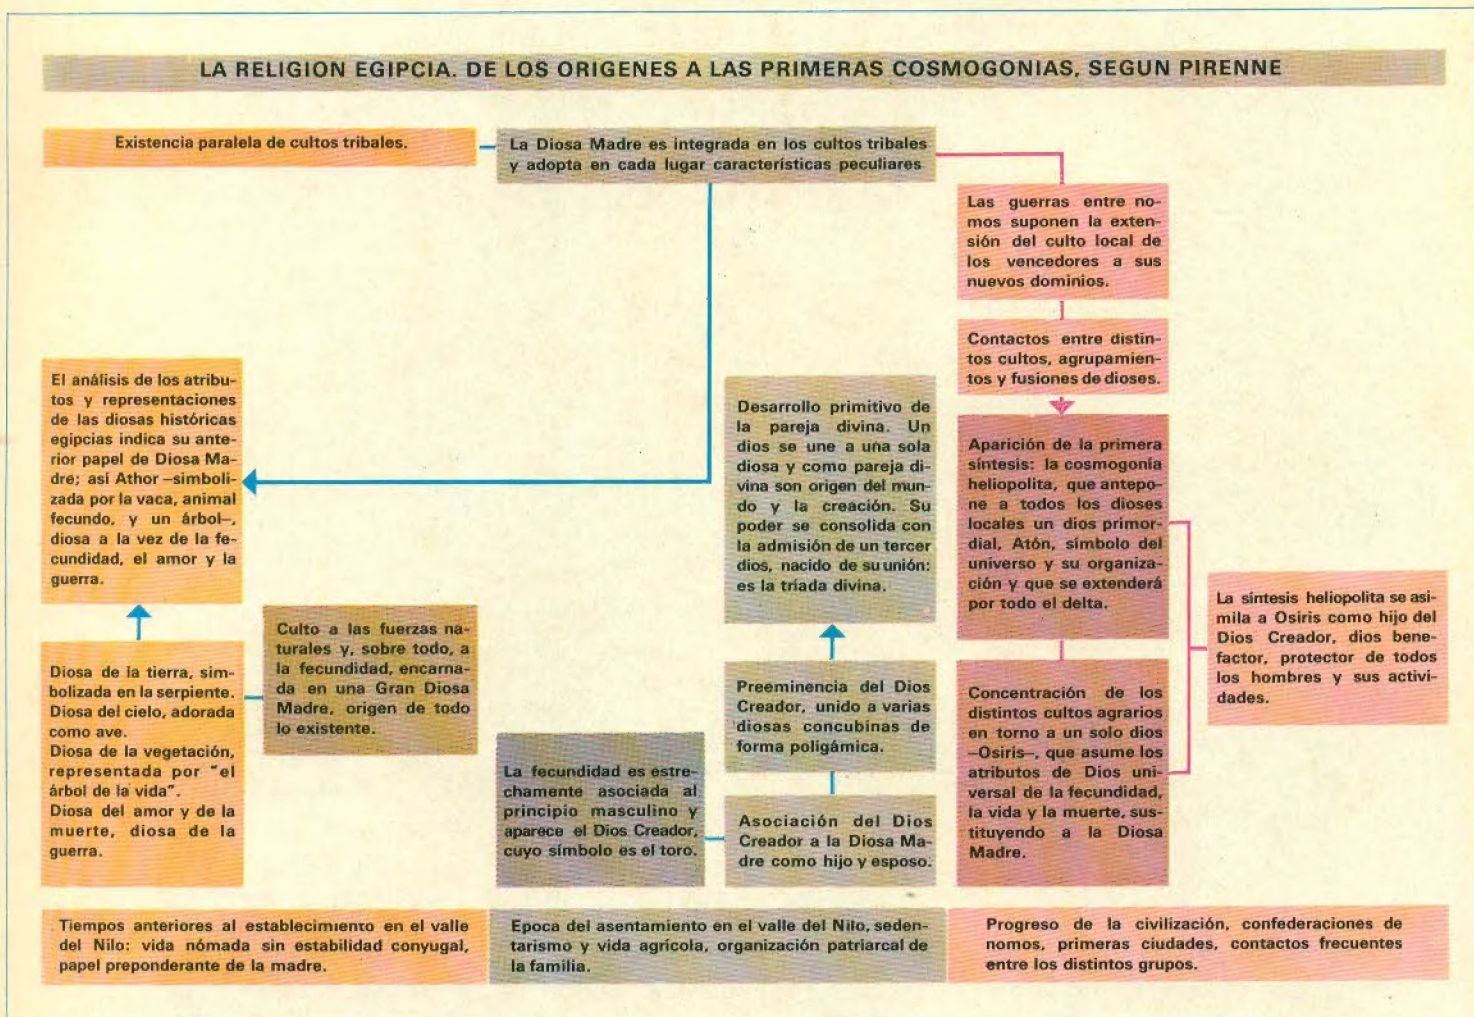 LA RELIGION EGIPCIA. DE LOS ORIGENES A LAS PRIMERAS COSMOGONIAS, SEGUN PIRENNE
Existencia paralela de cultos tribales.
La Diosa Madre es integrada en los cultos tribales
y adopta en cada lugar características peculiares
Las guerras entre no-
mos suponen la exten-
sión del culto local de
los vencedores a sus
nuevos dominios.
Contactos entre distin-
tos cultos, agrupamien-
tos y fusiones de dioses.
El análisis de los atribu-
tos y representaciones
de las diosas históricas
egipcias indica su ante-
rior papel de Diosa Ma-
dre; así Athor —simboli-
zada por la vaca, animal
fecundo, y un árbol—,
diosa a la vez de la fe-
cundidad, el amor y la
guerra.
Desarrollo primitivo de
la pareja divina. Un
dios se une a una sola
diosa y como pareja di-
vina son origen del mun-
do y la creación. Su
poder se consolida con
la admisión de un tercer
dios, nacido de su unión:
es la tríada divina.
Aparición de la primera
síntesis: la cosmogonía
heliopolita, que antepo-
ne a todos los dioses
locales un dios primor-
dial, Atón, símbolo del
universo y su organiza-
ción y que se extenderá
por todo el delta.
La síntesis heliopolita se asi-
mila a Osiris como hijo del
Dios Creador, dios bene-
factor, protector de todos
los hombres y sus activi-
dades.
Diosa de la tierra, sim-
bolizada en la serpiente.
Diosa del cielo, adorada
como ave.
Diosa de la vegetación,
representada por "el
árbol de la vida".
Diosa del amor y de la
muerte, diosa de la
guerra.
Culto a las fuerzas na-
turales y, sobre todo, a
la fecundidad, encarna-
da en una Gran Diosa
Madre, origen de todo
lo existente.
La fecundidad es estre-
chamente asociada al
principio masculino y
aparece el Dios Creador,
cuyo símbolo es el toro.
Preeminencia del Dios
Creador, unido a varias
diosas concubinas de
forma poligámica.
Asociación del Dios
Creador a la Diosa Ma-
dre como hijo y esposo.
Concentración de los
distintos cultos agrarios
en torno a un solo dios
—Osiris—, que asume los
atributos de Dios uni-
versal de la fecundidad,
la vida y la muerte, sus-
tituyendo a la Diosa
Madre.
Tiempos anteriores al establecimiento en el valle
del Nilo: vida nómada sin estabilidad conyugal,
papel preponderante de la madre.
Epoca del asentamiento en el valle del Nilo, seden-
tarismo y vida agrícola, organización patriarcal de
la familia.
Progreso de la civilización, confederaciones de
nomos, primeras ciudades, contactos frecuentes
entre los distintos grupos.